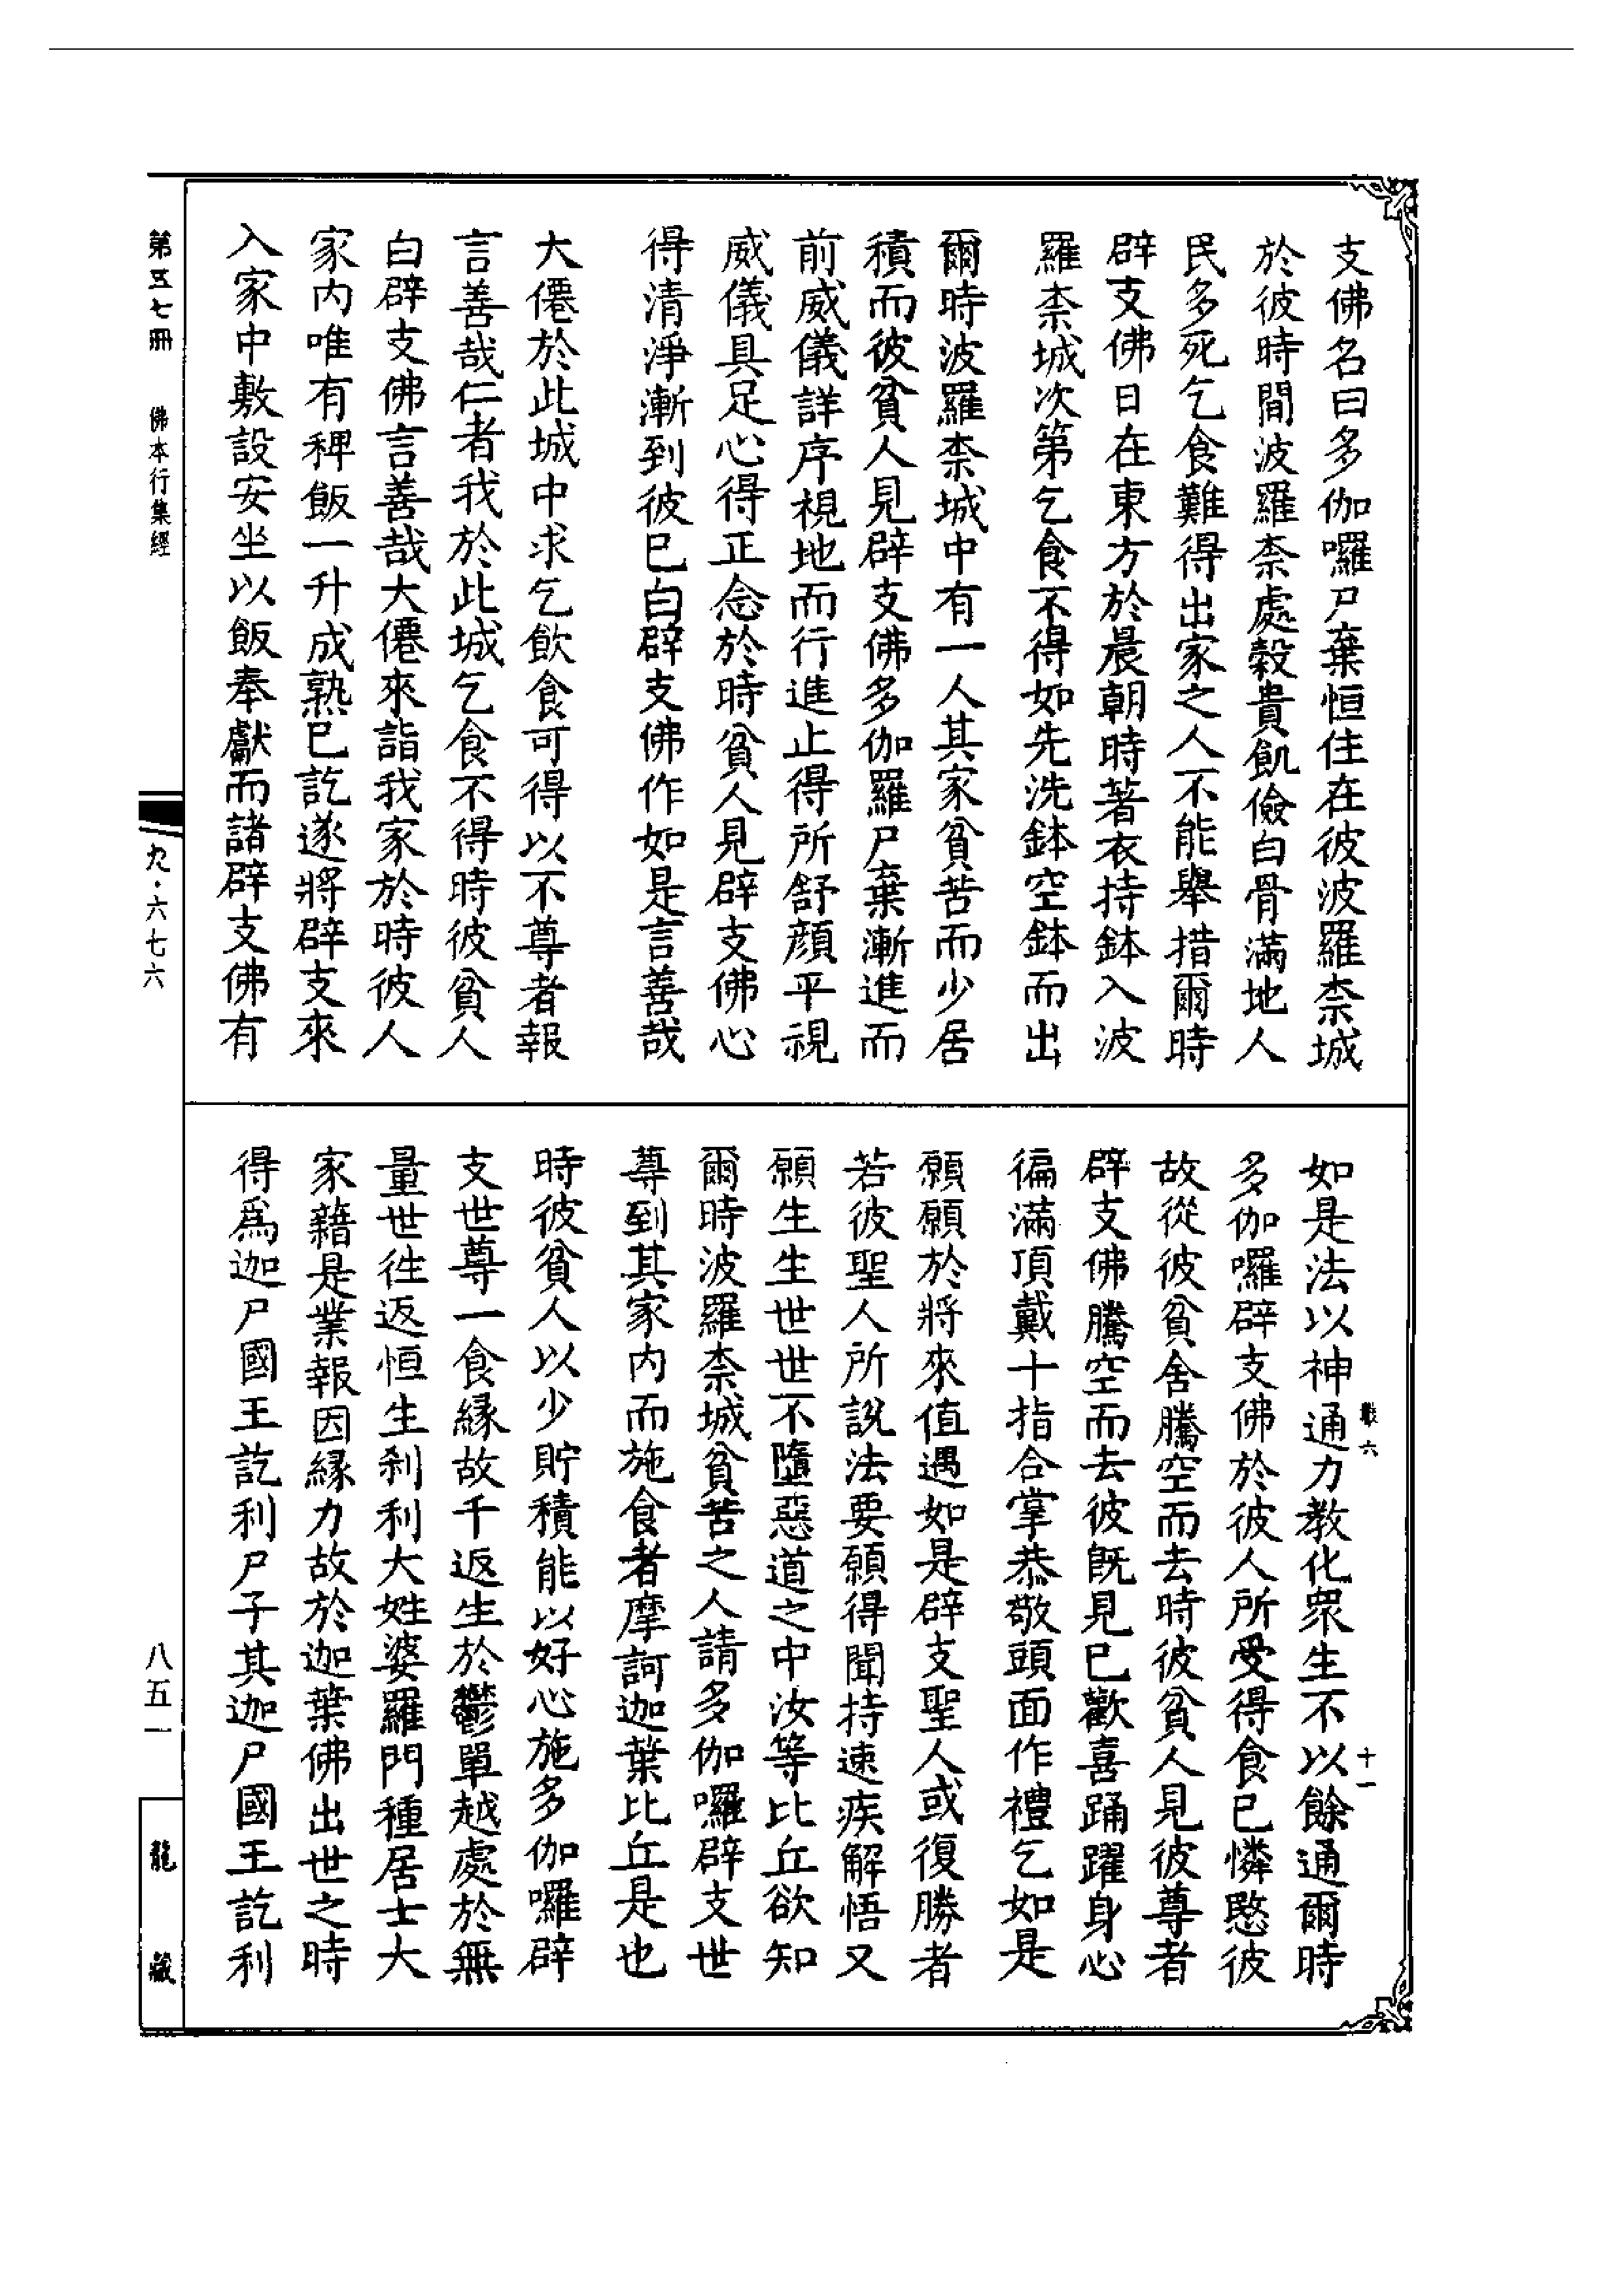 支佛名曰多伽囉尸棄恒住在彼波羅柰城
於彼時間波羅柰處穀貴飢儉白骨滿地人
民多死乞食難得出家之人不能舉措爾時
辟支佛日在東方於晨朝時著衣持鉢入波
羅柰城次第乞食不得如先洗鉢空鉢而出
爾時波羅柰城中有一人其家貧苦而少居
積而彼貧人見辟支佛多伽羅尸棄漸進而
前威儀詳序視地而行進止得所舒顏平視
威儀具足心得正念於時貧人見辟支佛心
得清淨漸到彼已白辟支佛作如是言善哉
大僊於此城中求乞飲食可得以不尊者報
言善哉仁者我於此城乞食不得時彼貧人
白辟支佛言善哉大僊來詣我家於時彼人
家內唯有稗飯一升成熟已訖遂將辟支來
入家中敷設安坐以飯奉獻而諸辟支佛有
如是法以神通力教化眾生不以餘通爾時
多伽囉辟支佛於彼人所受得食已憐愍彼
故從彼貧舍騰空而去時彼貧人見彼尊者
辟支佛騰空而去彼既見已歡喜踊躍身心
徧滿頂戴十指合掌恭敬頭面作禮乞如是
願願於將來值遇如是辟支聖人或復勝者
若彼聖人所說法要願得聞持速疾解悟又
願生生世世不墮惡道之中汝等比丘欲知
爾時波羅柰城貧苦之人請多伽囉辟支世
尊到其家內而施食者摩訶迦葉比丘是也
時彼貧人以少貯積能以好心施多伽囉辟
支世尊一食緣故千返生於鬱單越處於無
量世往返恒生剎利大姓婆羅門種居士大
家藉是業報因緣力故於迦葉佛出世之時
得爲迦尸國王訖利尸子其迦尸國王訖利
第五七冊
佛本行集經
九·六七六
八五一
龍藏
十一